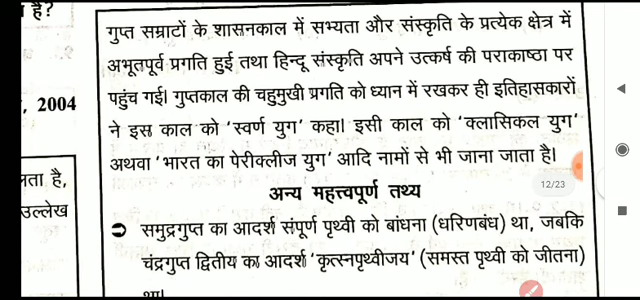 है?
गुप्त सम्राटों के शासनकाल में सभ्यता और संस्कृति के प्रत्येक क्षेत्र में
अभूतपूर्व प्रगति हुई तथा हिन्दू संस्कृति अपने उत्कर्ष की पराकाष्ठा पर
, 2004
पहुंच गई। गुप्तकाल की चहुमुखी प्रगति को ध्यान में रखकर ही इतिहासकारों
ने इस काल को 'स्वर्ण युग' कहा। इसी काल को 'क्लासिकल युग'
अथवा 'भारत का पेरीक्लीज युग' आदि नामों से भी जाना जाता है।
है,
12/23
अन्य महत्त्वपूर्ण तथ्य
उल्लेख
➲ समुद्रगुप्त का आदर्श संपूर्ण पृथ्वी को बांधना (धरिणबंध) था, जबकि
चंद्रगुप्त द्वितीय का आदर्श 'कृत्स्नपृथ्वीजय' (समस्त पृथ्वी को जीतना)
था।